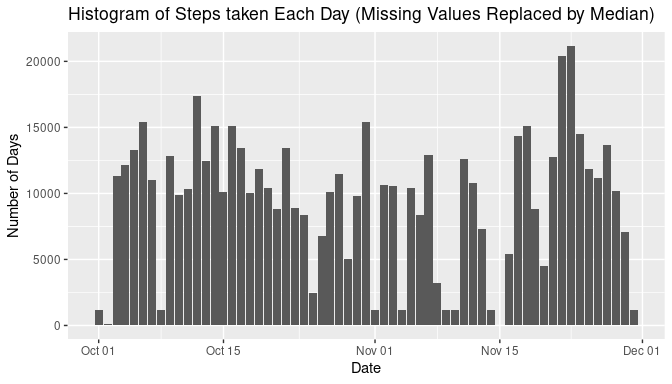 Histogram of Steps taken Each Day (Missing Values Replaced by Median)
Number of Days
20000
15000
10000
5000
0
Oct 01 Oct 15 Nov 01 Nov 15 Dec 01
Date